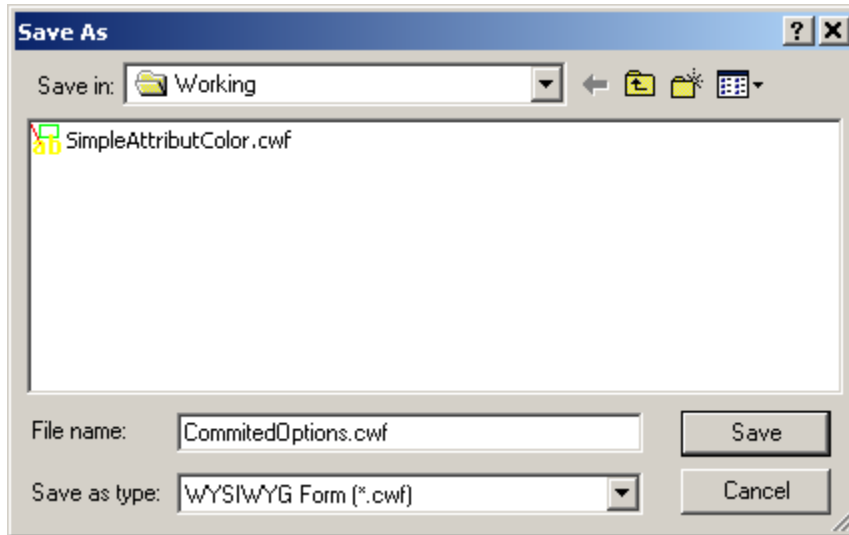 Save As
Save in: Working
SimpleAttributColor.cwf
File name: CommitedOptions.cwf Save
Save as type: WYSIWYG Form (*.cwf) Cancel